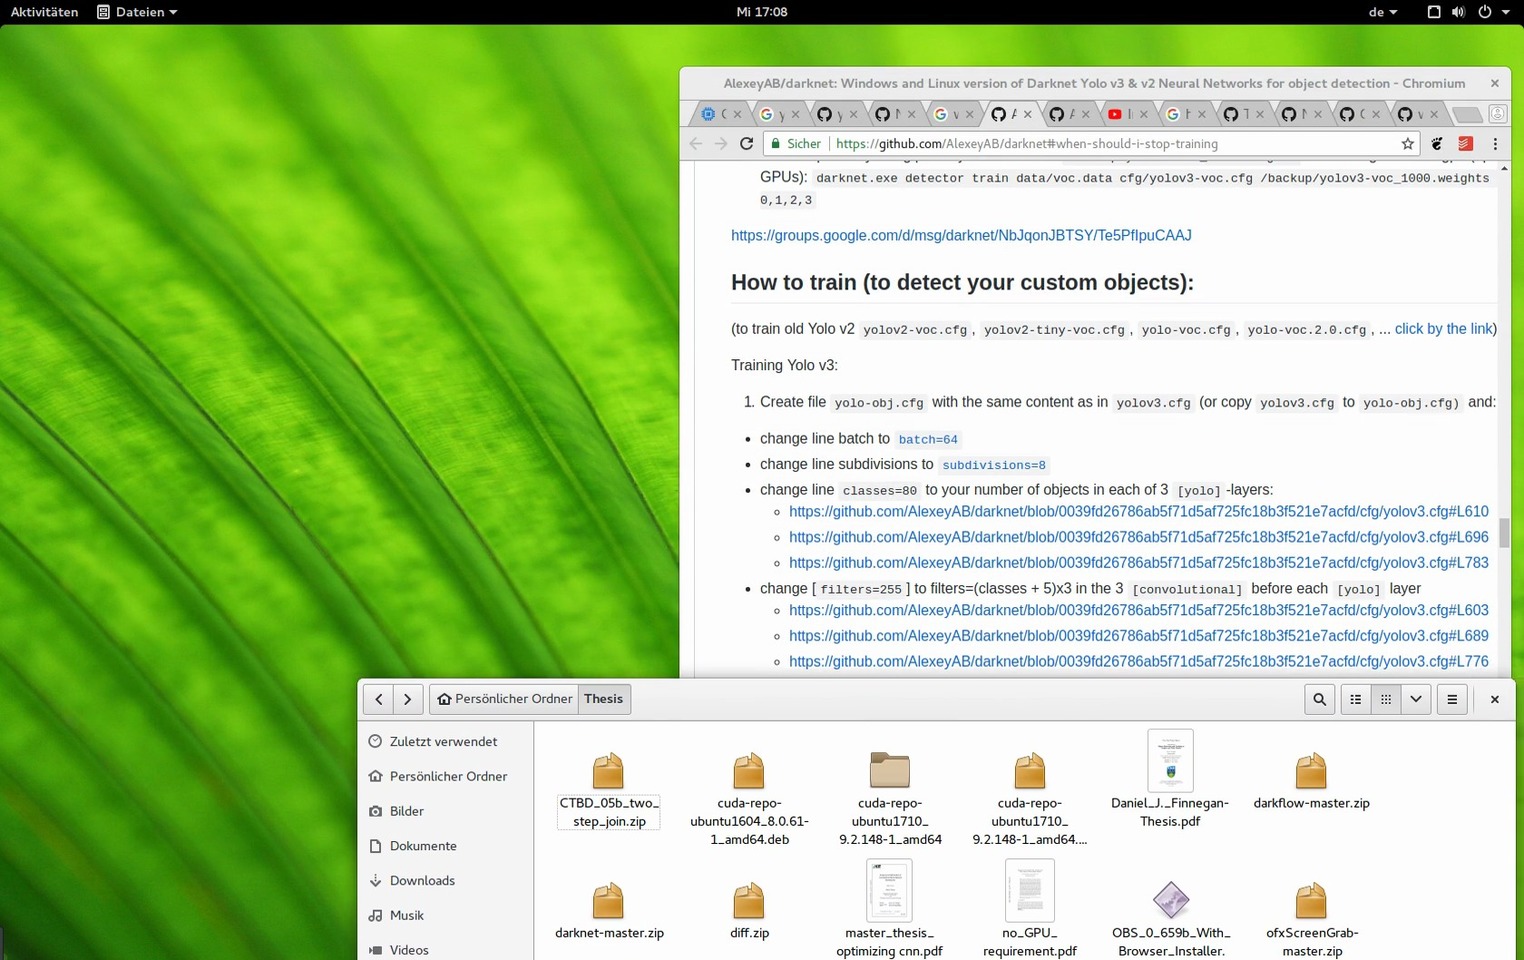 Aktivitäten Dateien Mi 17:08 de
AlexeyAB/darknet: Windows and Linux version of Darknet Yolo v3 & v2 Neural Networks for object detection - Chromium
Sicher https://github.com/AlexeyAB/darknet#when-should-i-stop-training
GPUs): darknet.exe detector train data/voc.data cfg/yolov3-voc.cfg /backup/yolov3-voc_1000.weights
0,1,2,3
https://groups.google.com/d/msg/darknet/NbJqonJBTSY/Te5PfIpuCAAJ
How to train (to detect your custom objects):
(to train old Yolo v2 yolov2-voc.cfg, yolov2-tiny-voc.cfg, yolo-voc.cfg, yolo-voc.2.0.cfg, ... click by the link)
Training Yolo v3:
1. Create file yolo-obj.cfg with the same content as in yolov3.cfg (or copy yolov3.cfg to yolo-obj.cfg) and:
• change line batch to batch=64
• change line subdivisions to subdivisions=8
• change line classes=80 to your number of objects in each of 3 [yolo]-layers:
https://github.com/AlexeyAB/darknet/blob/0039fd26786ab5f71d5af725fc18b3f521e7acfd/cfg/yolov3.cfg#L610
https://github.com/AlexeyAB/darknet/blob/0039fd26786ab5f71d5af725fc18b3f521e7acfd/cfg/yolov3.cfg#L696
https://github.com/AlexeyAB/darknet/blob/0039fd26786ab5f71d5af725fc18b3f521e7acfd/cfg/yolov3.cfg#L783
• change [filters=255] to filters=(classes + 5)x3 in the 3 [convolutional] before each [yolo] layer
https://github.com/AlexeyAB/darknet/blob/0039fd26786ab5f71d5af725fc18b3f521e7acfd/cfg/yolov3.cfg#L603
https://github.com/AlexeyAB/darknet/blob/0039fd26786ab5f71d5af725fc18b3f521e7acfd/cfg/yolov3.cfg#L689
https://github.com/AlexeyAB/darknet/blob/0039fd26786ab5f71d5af725fc18b3f521e7acfd/cfg/yolov3.cfg#L776
Persönlicher Ordner Thesis
Zuletzt verwendet
Persönlicher Ordner
Bilder
Dokumente
Downloads
Musik
Videos
CTBD_05b_two_
step_join.zip
cuda-repo-
ubuntu1604_8.0.61-
1_amd64.deb
cuda-repo-
ubuntu1710_
9.2.148-1_amd64
cuda-repo-
ubuntu1710_
9.2.148-1_amd64....
Daniel_J._Finnegan-
Thesis.pdf
darkflow-master.zip
darknet-master.zip
diff.zip
master_thesis_
optimizing cnn.pdf
no_GPU_
requirement.pdf
OBS_0_659b_With_
Browser_Installer.
ofxScreenGrab-
master.zip